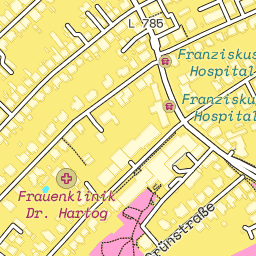 L 785
Franziskus
Hospital
Franziskus
Hospital
Frauenklinik
Dr. Hartog
Grünstraße